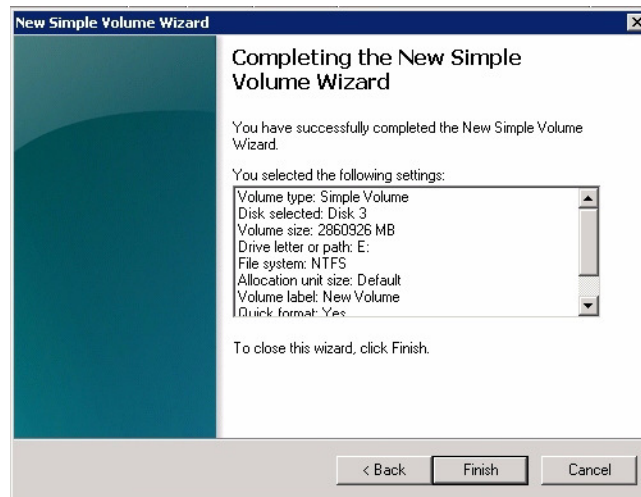 New Simple Volume Wizard
Completing the New Simple
Volume Wizard
You have successfully completed the New Simple Volume
Wizard.
You selected the following settings:
Volume type: Simple Volume
Disk selected: Disk 3
Volume size: 2860926 MB
Drive letter or path: E:
File system: NTFS
Allocation unit size: Default
Volume label: New Volume
Quick format: Yes
To close this wizard, click Finish.
< Back
Finish
Cancel